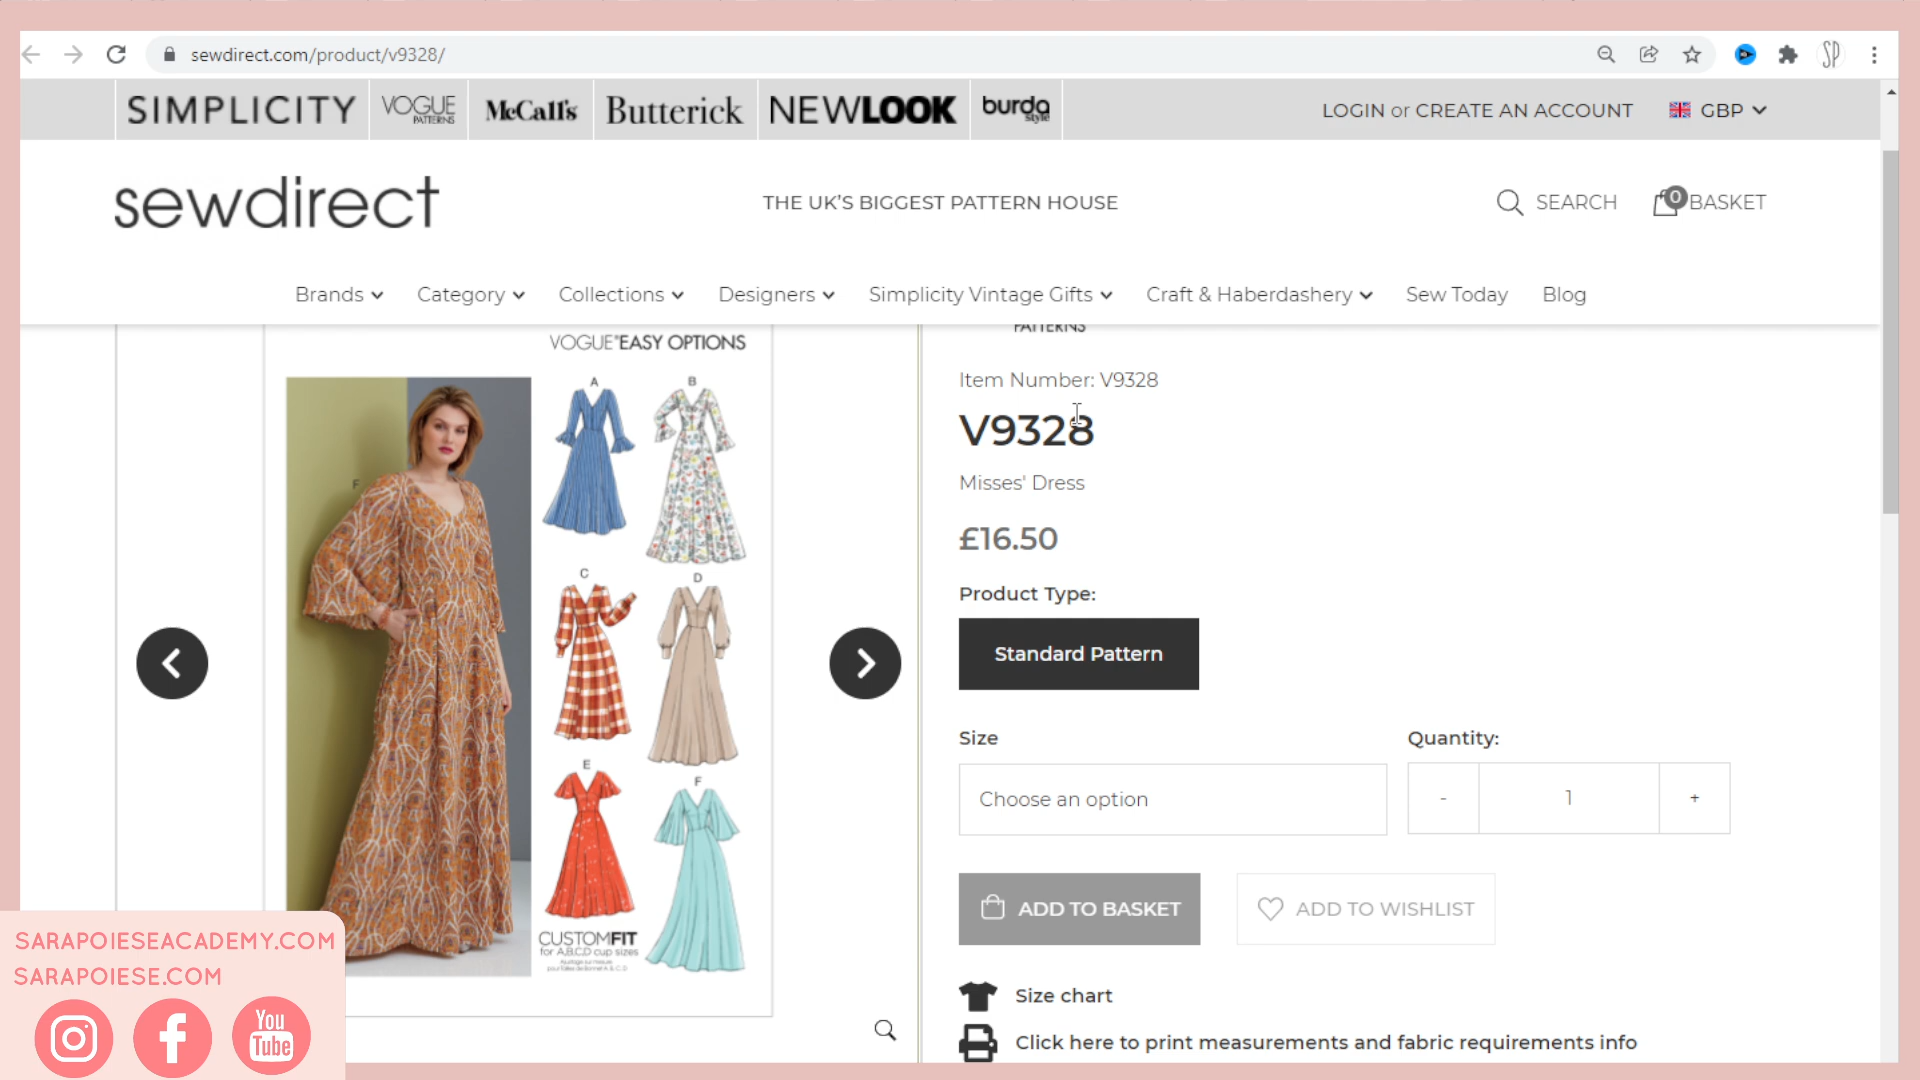 sewdirect.com/product/v9328/
SP
SIMPLICITY
VOGUE
PATTERNS
McCall's
Butterick
NEWLOOK
burda
style
LOGIN or CREATE AN ACCOUNT
GBP
sewdirect
THE UK'S BIGGEST PATTERN HOUSE
SEARCH
0
BASKET
Brands
Category
Collections
Designers
Simplicity Vintage Gifts
Craft & Haberdashery
Sew Today
Blog
VOGUE®EASY OPTIONS
A
B
C
D
E
F
F
CUSTOMFIT
for A,B,C,D cup sizes
PATTERNS
Item Number: V9328
V9328
Misses' Dress
£16.50
Product Type:
Standard Pattern
Size
Quantity:
Choose an option
-
1
+
ADD TO BASKET
ADD TO WISHLIST
Size chart
Click here to print measurements and fabric requirements info
SARAPOIESEACADEMY.COM
SARAPOIESE.COM
You
Tube